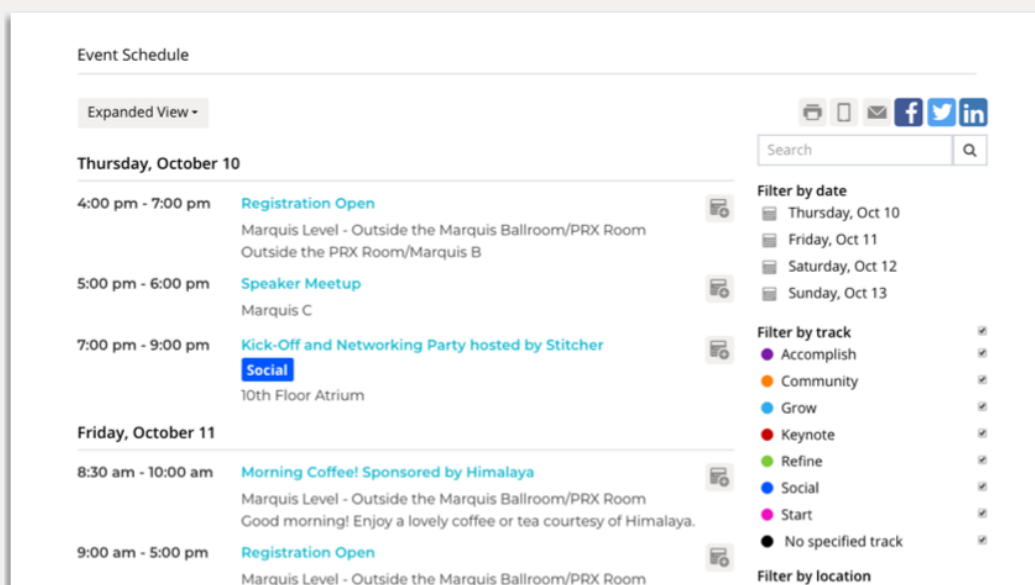 Event Schedule
Expanded View
Thursday, October 10
4:00 pm - 7:00 pm Registration Open
Marquis Level - Outside the Marquis Ballroom/PRX Room
Outside the PRX Room/Marquis B
5:00 pm - 6:00 pm Speaker Meetup
Marquis C
7:00 pm - 9:00 pm Kick-Off and Networking Party hosted by Stitcher
Social
10th Floor Atrium
Friday, October 11
8:30 am - 10:00 am Morning Coffee! Sponsored by Himalaya
Marquis Level - Outside the Marquis Ballroom/PRX Room
Good morning! Enjoy a lovely coffee or tea courtesy of Himalaya.
9:00 am - 5:00 pm Registration Open
Marquis Level - Outside the Marquis Ballroom/PRX Room
f
in
Search
Filter by date
Thursday, Oct 10
Friday, Oct 11
Saturday, Oct 12
Sunday, Oct 13
Filter by track
Accomplish
Community
Grow
Keynote
Refine
Social
Start
No specified track
Filter by location